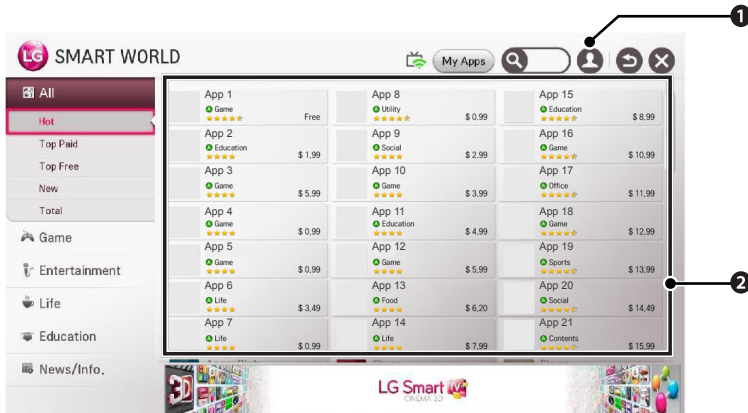 1
LG SMART WORLD
My Apps
All
Hot
Top Paid
Top Free
New
Total
Game
Entertainment
Life
Education
News/Info.
App 1
Game
Free
App 2
Education
$ 1,99
App 3
Game
$ 5,99
App 4
Game
$ 0,99
App 5
Game
$ 0,99
App 6
Life
$ 3,49
App 7
Life
$ 0,99
App 8
Utility
$ 0,99
App 9
Social
$ 2,99
App 10
Game
$ 3,99
App 11
Education
$ 4,99
App 12
Game
$ 5,99
App 13
Food
$ 6,20
App 14
Life
$ 7,99
App 15
Education
$ 8,99
App 16
Game
$ 10,99
App 17
Office
$ 11,99
App 18
Game
$ 12,99
App 19
Sports
$ 13,99
App 20
Social
$ 14,49
App 21
Contents
$ 15,99
2
3D
LG Smart TV
CINEMA 3D